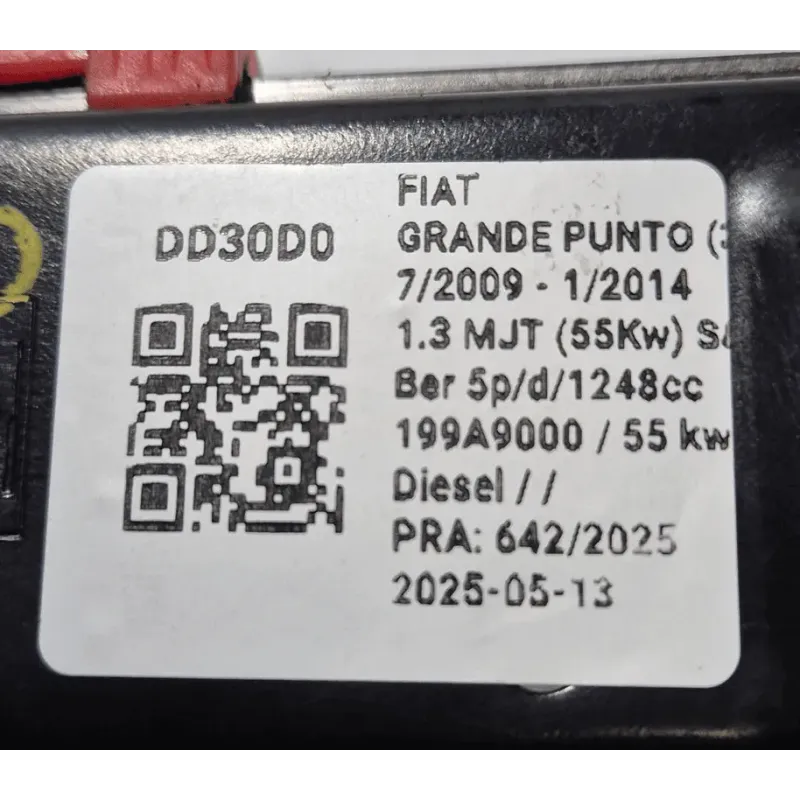 DD30D0
FIAT
GRANDE PUNTO
7/2009 - 1/2014
1.3 MJT (55Kw)
Ber 5p/d/1248cc
199A9000 / 55 kw
Diesel / /
PRA: 642/2025
2025-05-13